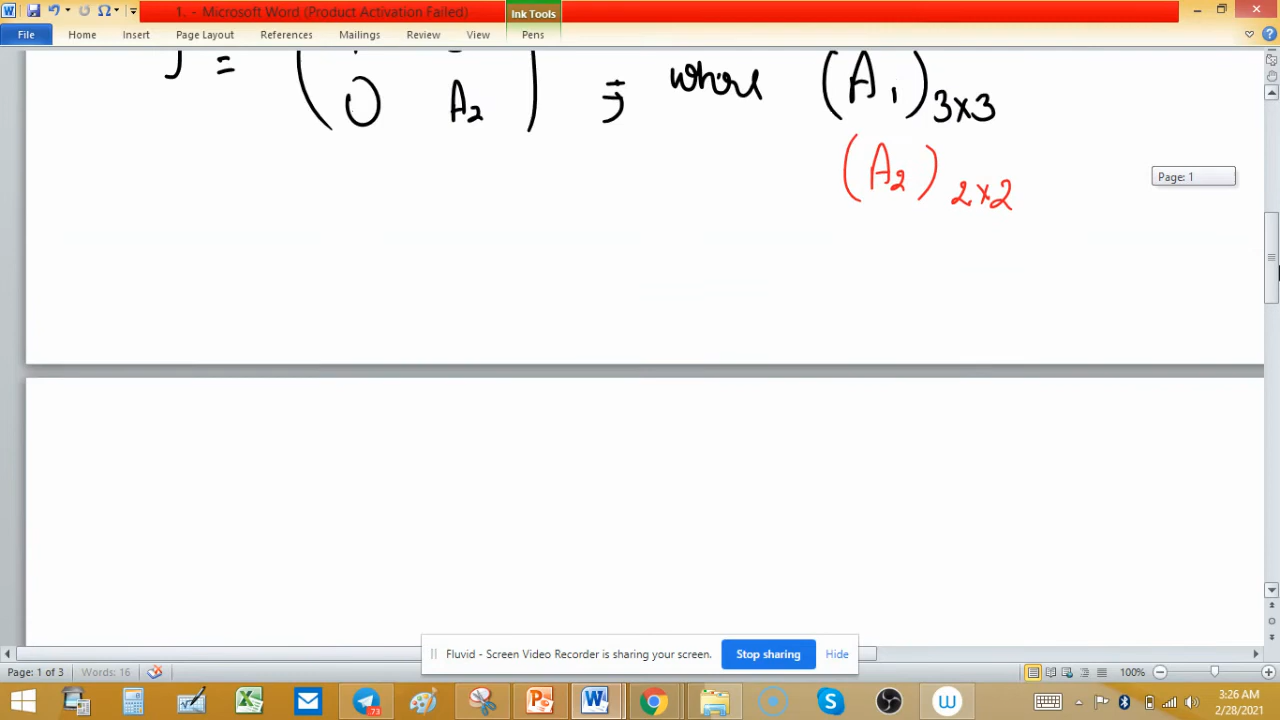 1. - Microsoft Word (Product Activation Failed)
Ink Tools
File Home Insert Page Layout References Mailings Review View Pens
J = ( 0 A2 ) ; where (A1)3x3
(A2)2x2
Page: 1
Fluvid - Screen Video Recorder is sharing your screen. Stop sharing Hide
Page: 1 of 3 Words: 16 100%
73
3:26 AM
2/28/2021